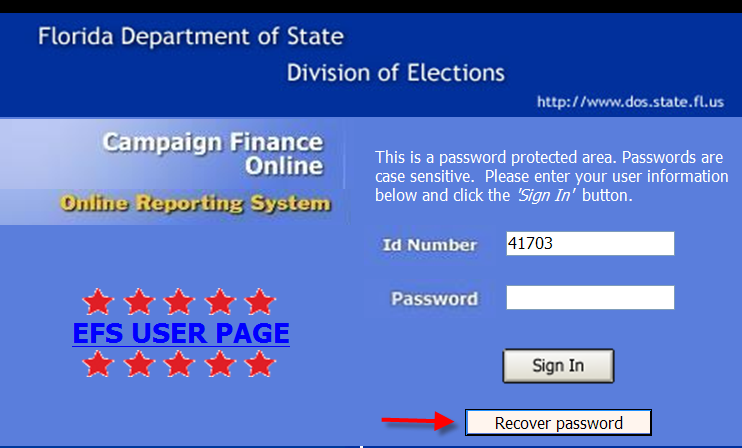 Florida Department of State
Division of Elections
http://www.dos.state.fl.us
Campaign Finance
Online
Online Reporting System
This is a password protected area. Passwords are
case sensitive. Please enter your user information
below and click the 'Sign In' button.
Id Number 41703
Password
EFS USER PAGE
Sign In
Recover password